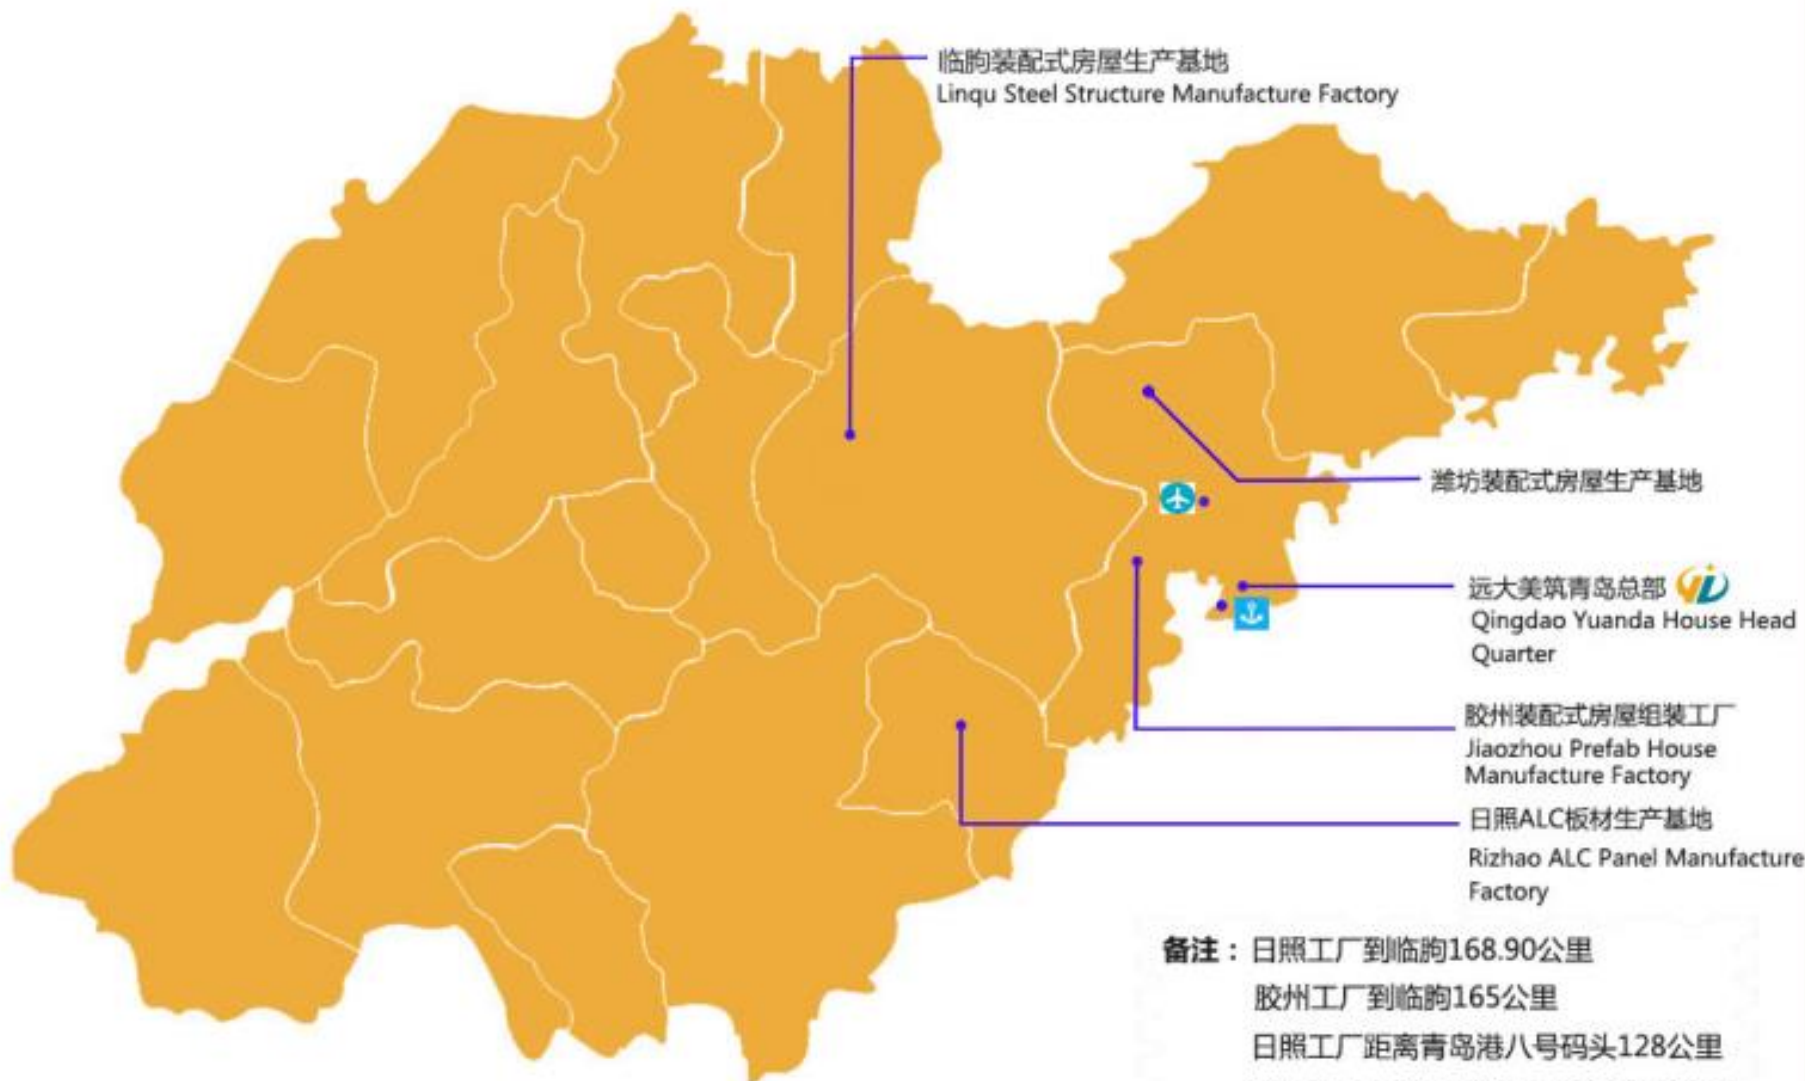 临朐装配式房屋生产基地
Linqu Steel Structure Manufacture Factory
潍坊装配式房屋生产基地
远大美筑青岛总部
Qingdao Yuanda House Head
Quarter
胶州装配式房屋组装工厂
Jiaozhou Prefab House
Manufacture Factory
日照ALC板材生产基地
Rizhao ALC Panel Manufacture
Factory
备注：日照工厂到临朐168.90公里
胶州工厂到临朐165公里
日照工厂距离青岛港八号码头128公里